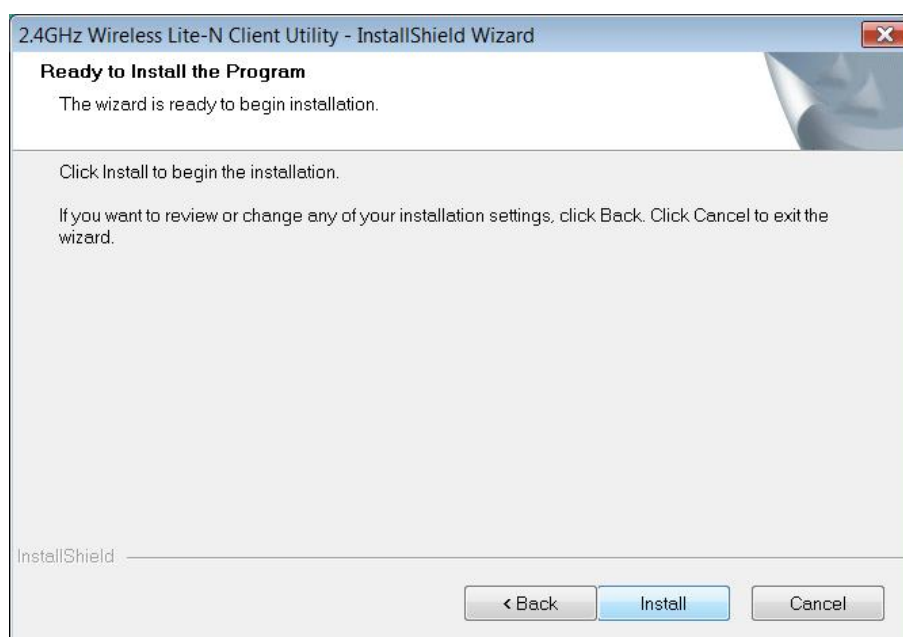 2.4GHz Wireless Lite-N Client Utility - InstallShield Wizard
Ready to Install the Program
The wizard is ready to begin installation.
Click Install to begin the installation.
If you want to review or change any of your installation settings, click Back. Click Cancel to exit the
wizard.
InstallShield
< Back
Install
Cancel